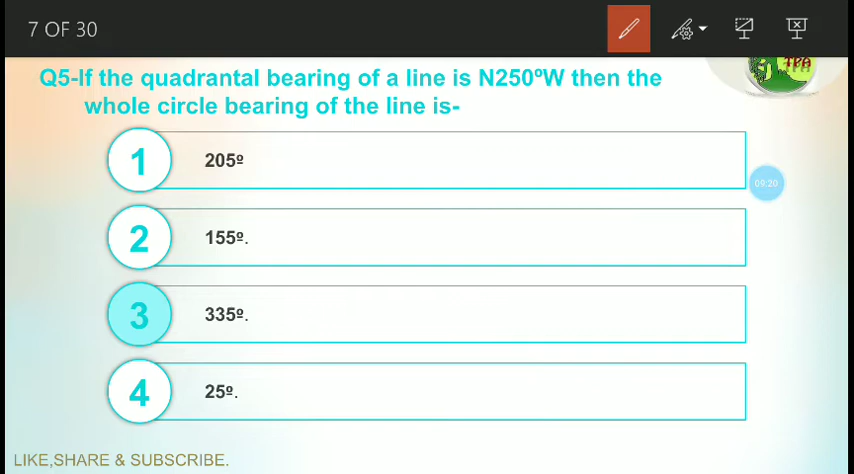 7 OF 30
TPA
Q5-If the quadrantal bearing of a line is N250ºW then the
whole circle bearing of the line is-
1 205º
09:20
2 155º.
3 335º.
4 25º.
LIKE,SHARE & SUBSCRIBE.